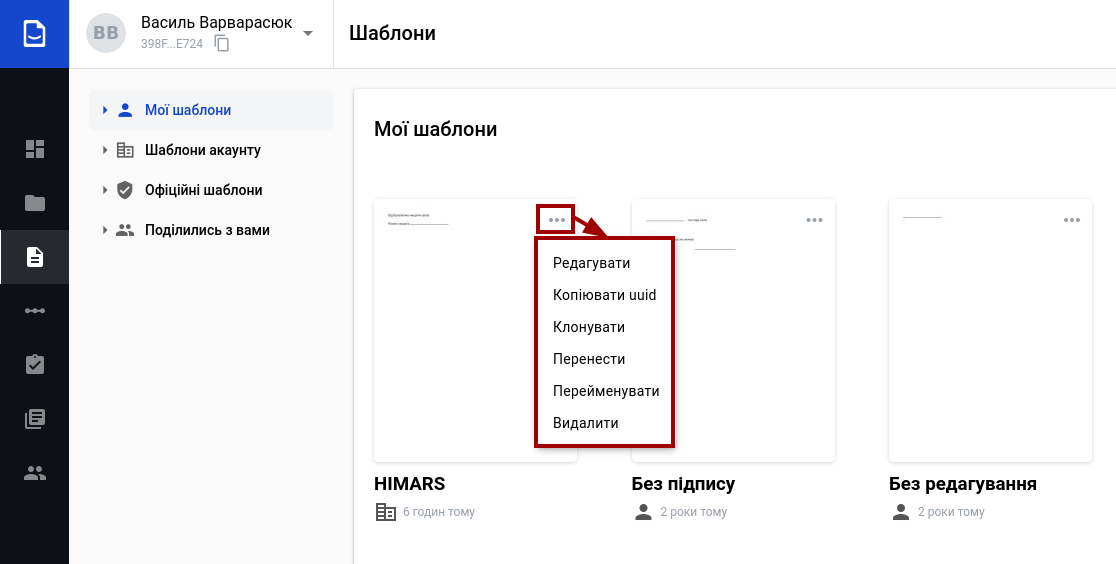 BB
Василь Варварасюк
398F...E724
Шаблони
Мої шаблони
Шаблони акаунту
Офіційні шаблони
Поділились з вами
Мої шаблони
Редагувати
Копіювати uuid
Клонувати
Перенести
Перейменувати
Видалити
HIMARS
6 годин тому
Без підпису
2 роки тому
Без редагування
2 роки тому